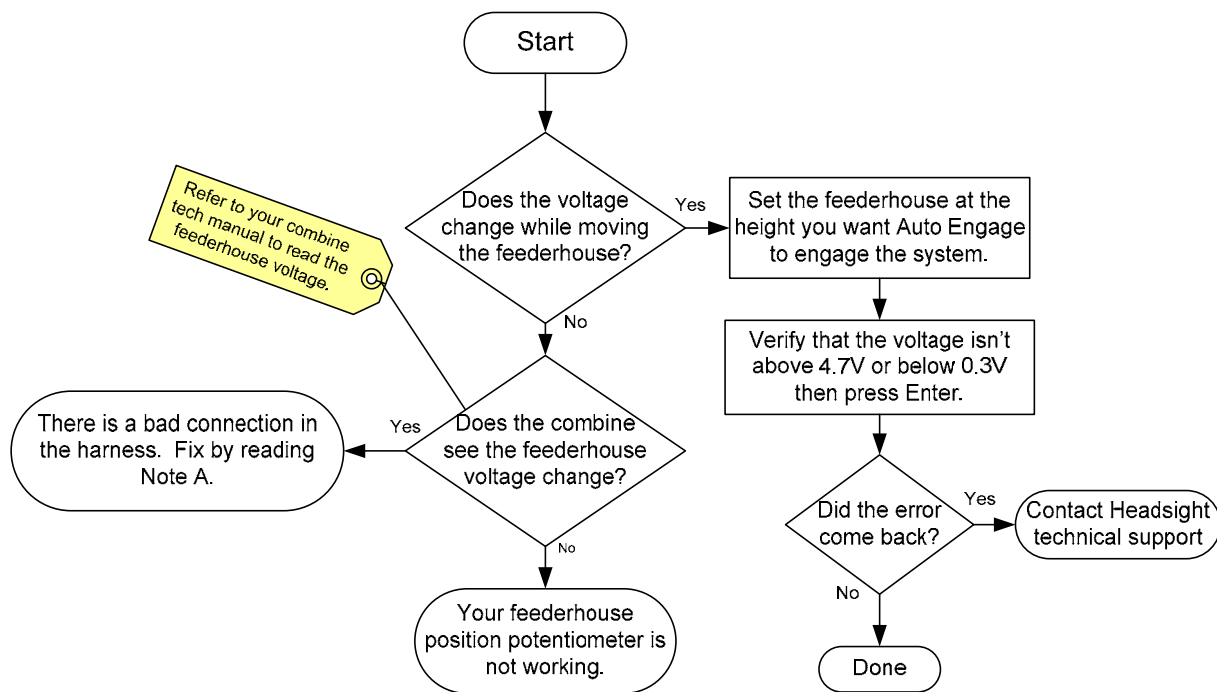 Start
Does the voltage
change while moving
the feederhouse?
Yes
Set the feederhouse at the
height you want Auto Engage
to engage the system.
Refer to your combine
tech manual to read the
feederhouse voltage.
No
Verify that the voltage isn't
above 4.7V or below 0.3V
then press Enter.
There is a bad connection in
the harness. Fix by reading
Note A.
Yes
Does the combine
see the feederhouse
voltage change?
Did the error
come back?
Yes
Contact Headsight
technical support
No
No
Your feederhouse
position potentiometer is
not working.
Done